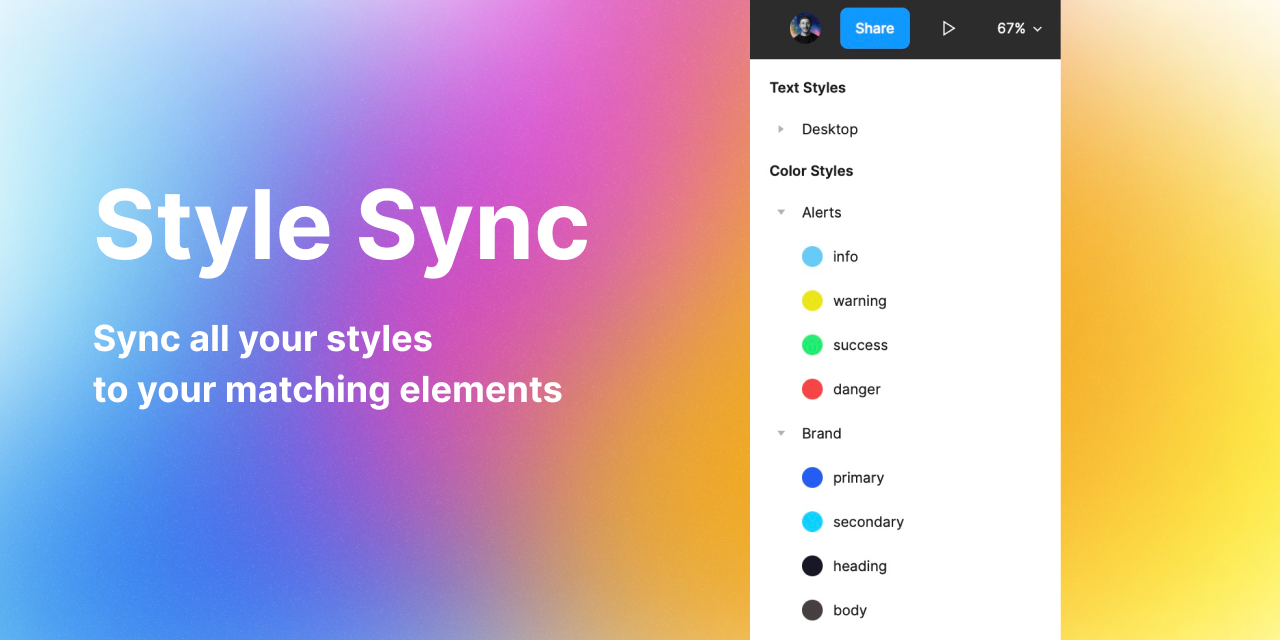 Style Sync
Sync all your styles
to your matching elements
Share
67%
Text Styles
Desktop
Color Styles
Alerts
info
warning
success
danger
Brand
primary
secondary
heading
body